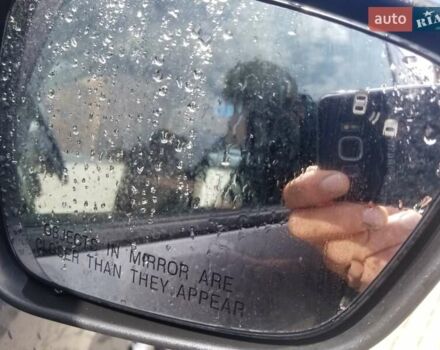 auto RIA
OBJECTS IN MIRROR ARE
CLOSER THAN THEY APPEAR